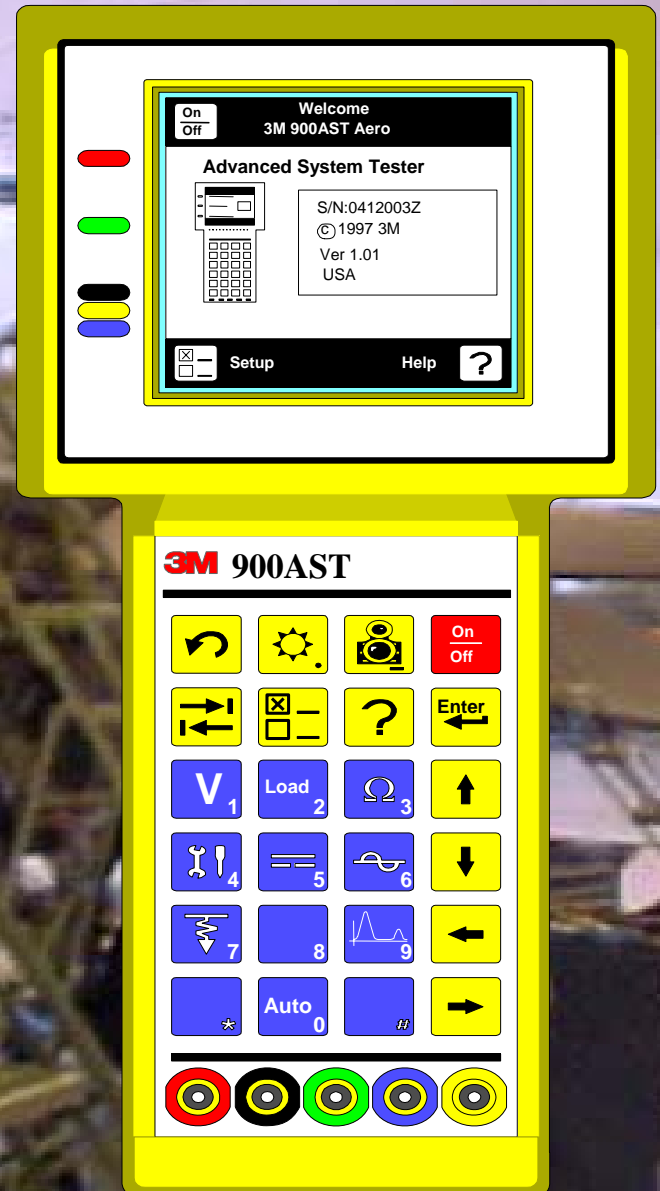 On
Off
Welcome
3M 900AST Aero
Advanced System Tester
S/N:0412003Z
© 1997 3M
Ver 1.01
USA
Setup
Help
?
3M 900AST
On
Off
?
Enter
V 1
Load 2
Ω 3
4
5
6
7
8
9
*
Auto 0
#